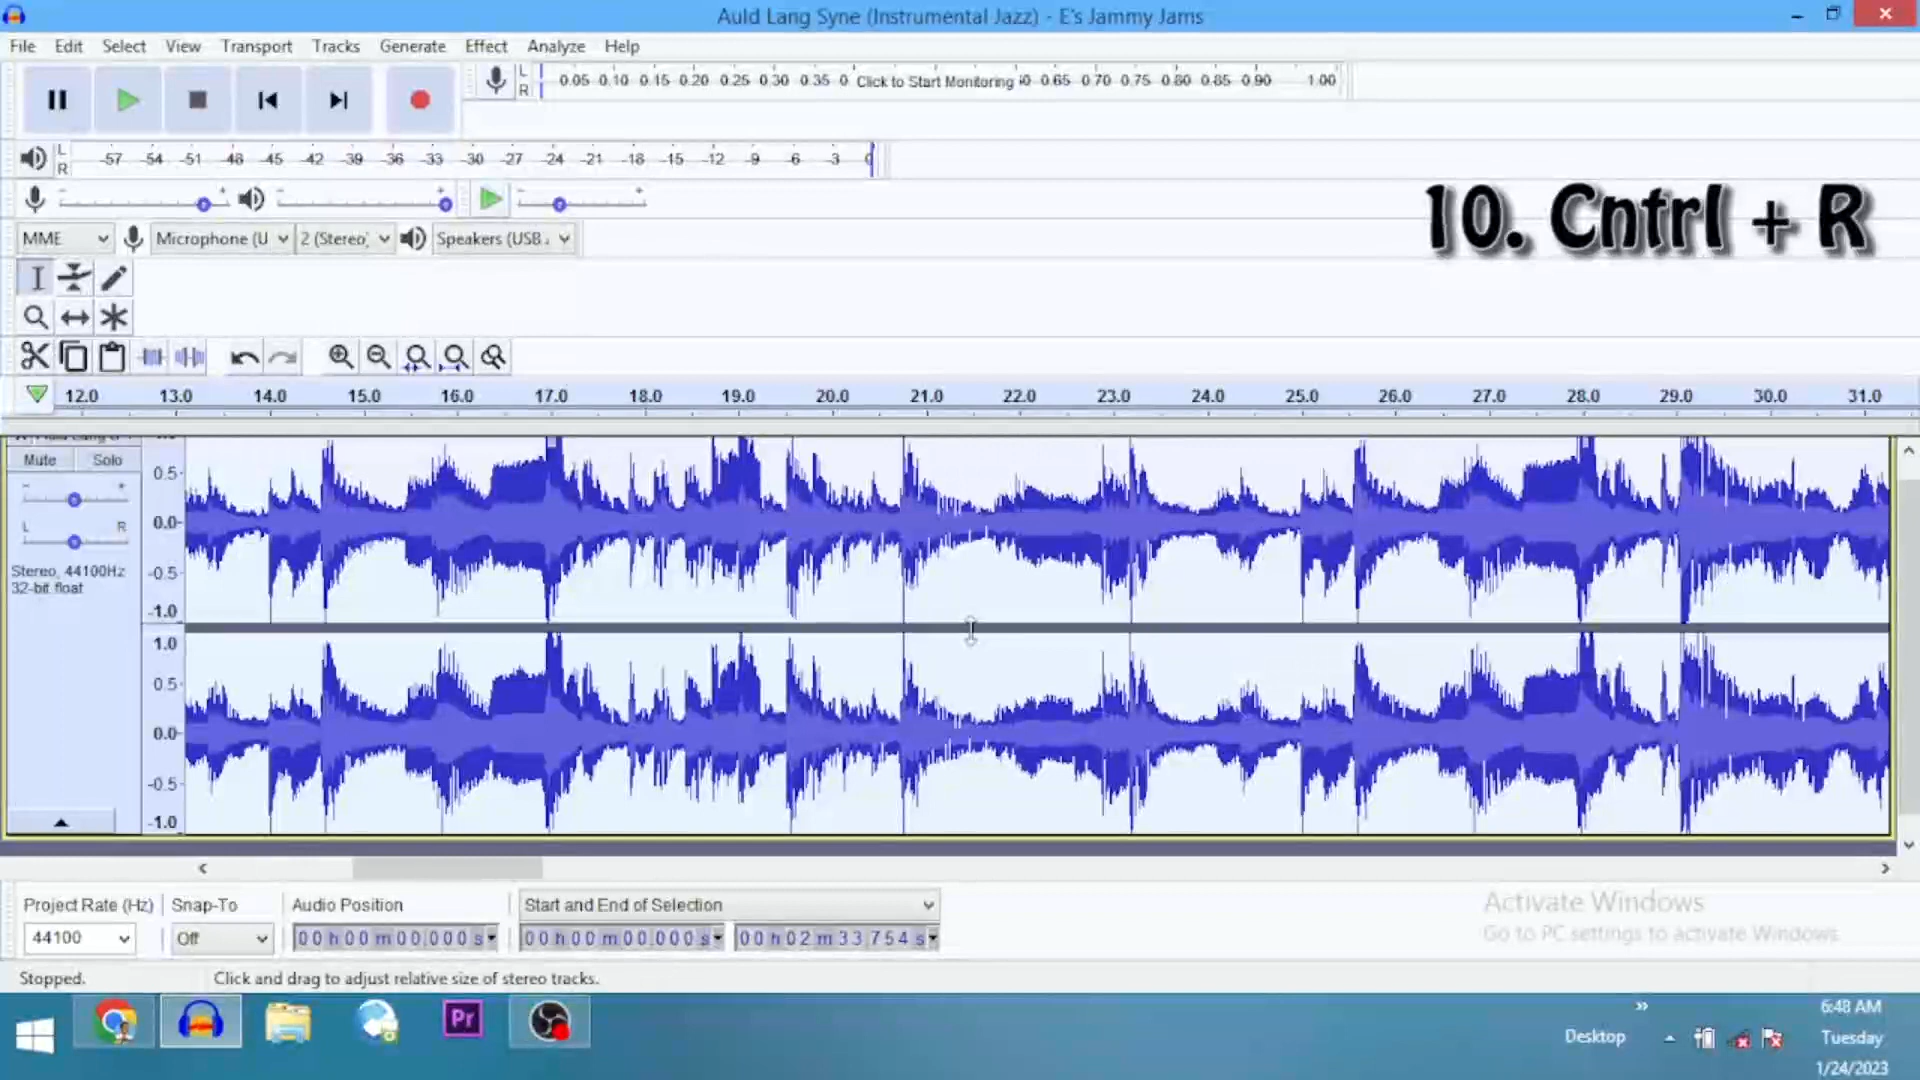 Auld Lang Syne (Instrumental Jazz) - E's Jammy Jams
File Edit Select View Transport Tracks Generate Effect Analyze Help
L
R
0.05 0.10 0.15 0.20 0.25 0.30 0.35 0 Click to Start Monitoring 0.65 0.70 0.75 0.80 0.85 0.90 1.00
L
R
-57 -54 -51 -48 -45 -42 -39 -36 -33 -30 -27 -24 -21 -18 -15 -12 -9 -6 -3 0
10. Cntrl + R
MME Microphone (U 2 (Stereo) Speakers (USB
12.0 13.0 14.0 15.0 16.0 17.0 18.0 19.0 20.0 21.0 22.0 23.0 24.0 25.0 26.0 27.0 28.0 29.0 30.0 31.0
Mute Solo
0.5
L R
0.0
Stereo, 44100Hz
32-bit float
-0.5
-1.0
1.0
0.5
0.0
-0.5
-1.0
Project Rate (Hz) Snap-To Audio Position Start and End of Selection
44100 Off 00 h 00 m 00.000 s 00 h 00 m 00.000 s 00 h 02 m 33.754 s
Activate Windows
Go to PC settings to activate Windows.
Stopped. Click and drag to adjust relative size of stereo tracks.
Pr
Desktop
6:48 AM
Tuesday
1/24/2023